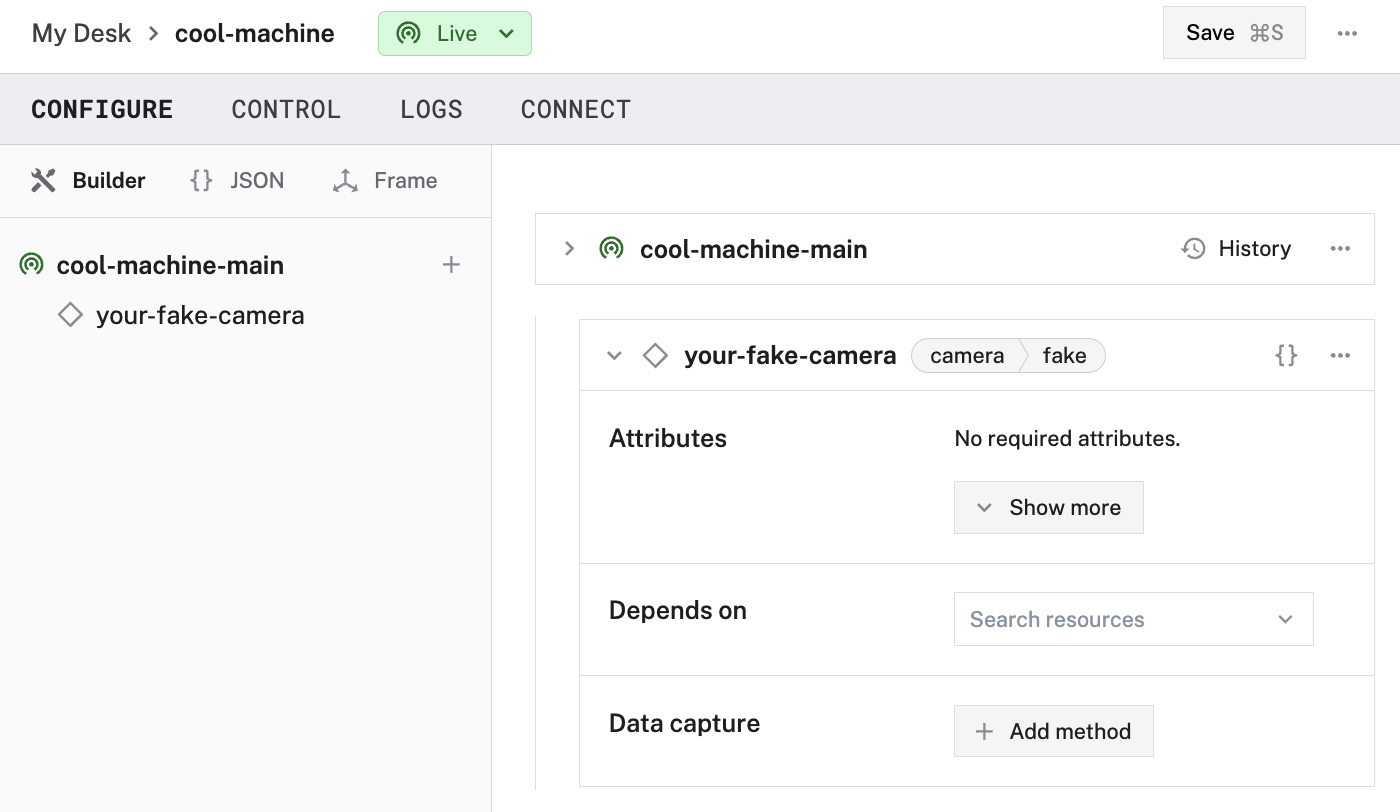 My Desk > cool-machine Live Save ⌘S ···
CONFIGURE CONTROL LOGS CONNECT
Builder {} JSON Frame
cool-machine-main +
your-fake-camera
cool-machine-main History ···
your-fake-camera camera fake {} ···
Attributes No required attributes.
Show more
Depends on Search resources
Data capture + Add method